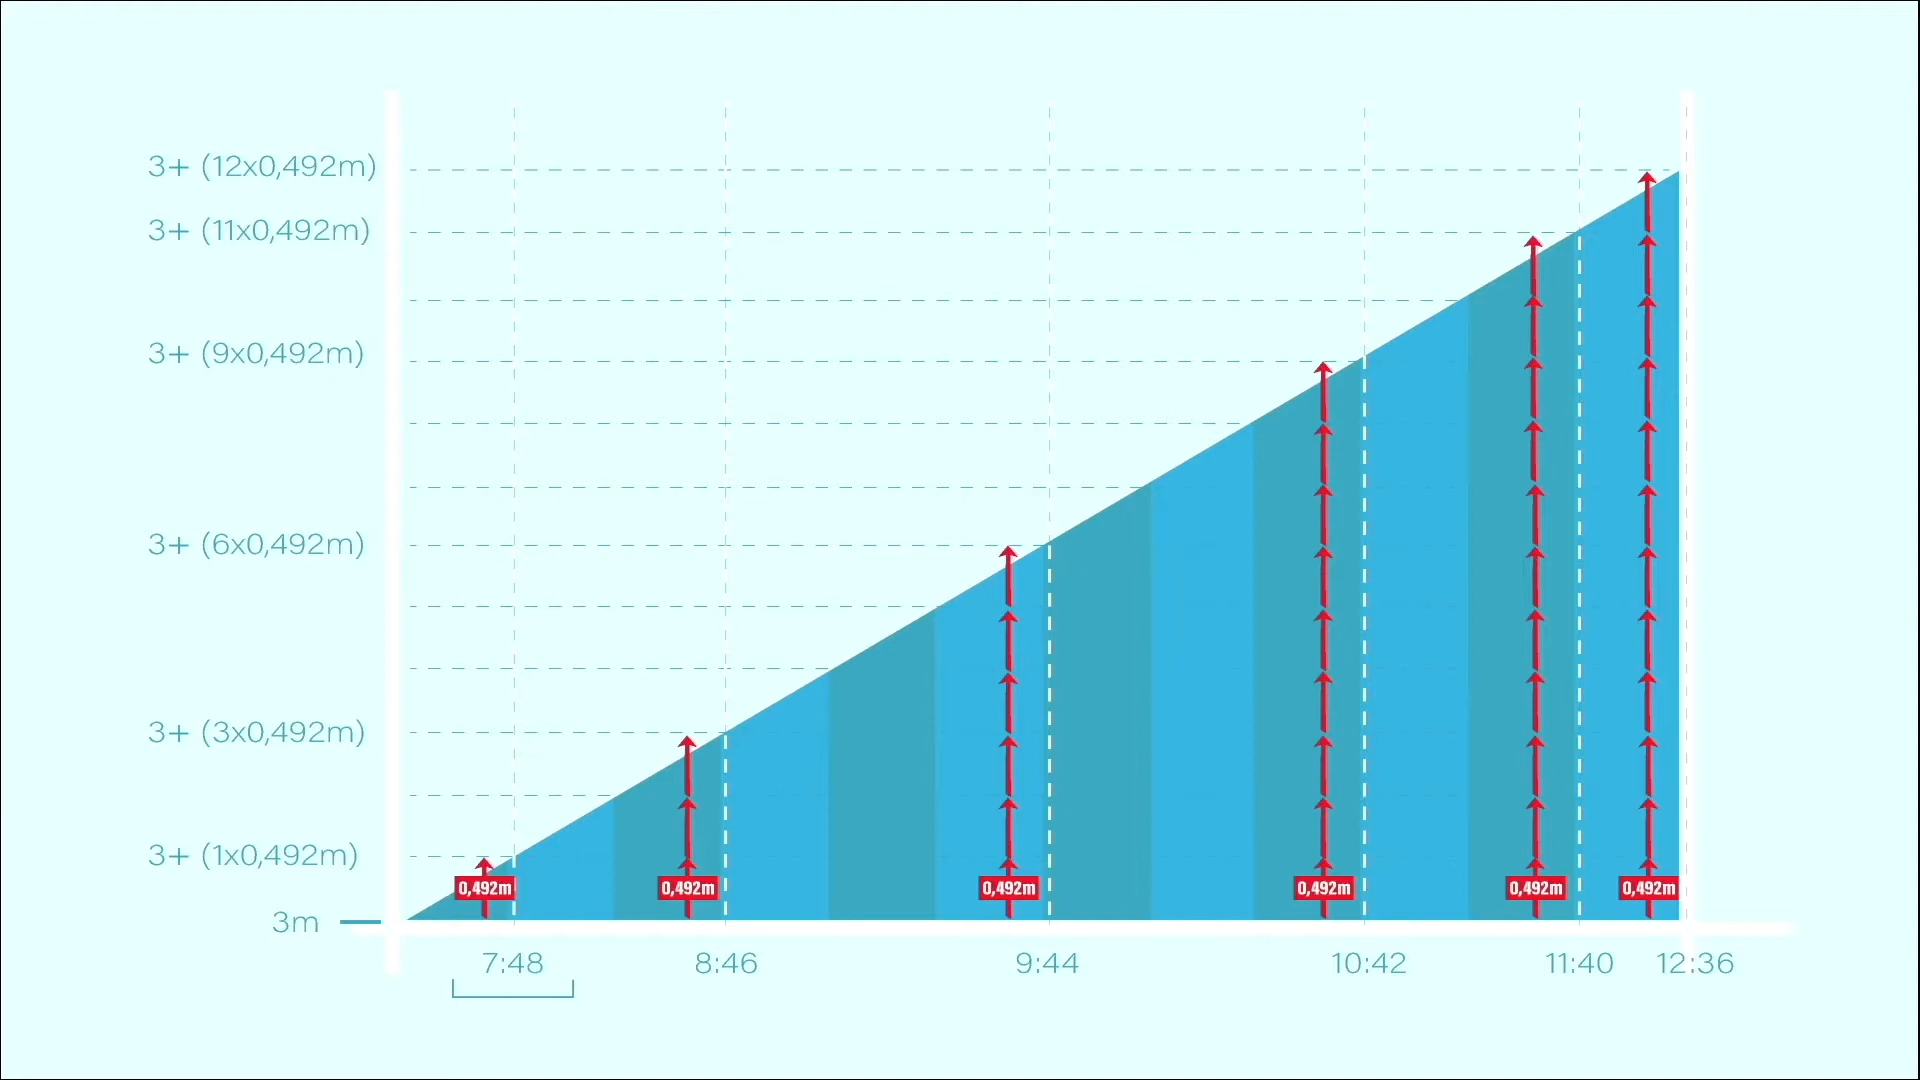 3+ (12x0,492m)
3+ (11x0,492m)
3+ (9x0,492m)
3+ (6x0,492m)
3+ (3x0,492m)
3+ (1x0,492m)
0,492m 0,492m 0,492m 0,492m 0,492m 0,492m
3m
7:48 8:46 9:44 10:42 11:40 12:36